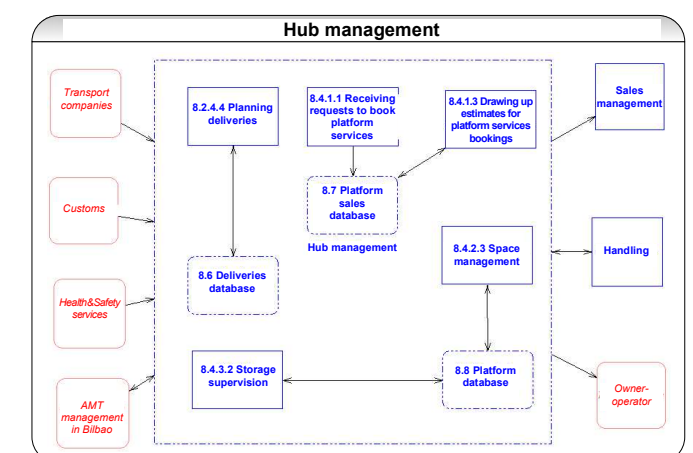 Hub management
Transport
companies
Customs
Health&Safety
services
AMT
management
in Bilbao
8.2.4.4 Planning
deliveries
8.4.1.1 Receiving
requests to book
platform
services
8.4.1.3 Drawing up
estimates for
platform services
bookings
8.7 Platform
sales
database
Hub management
8.6 Deliveries
database
8.4.2.3 Space
management
8.4.3.2 Storage
supervision
8.8 Platform
database
Sales
management
Handling
Owner-
operator